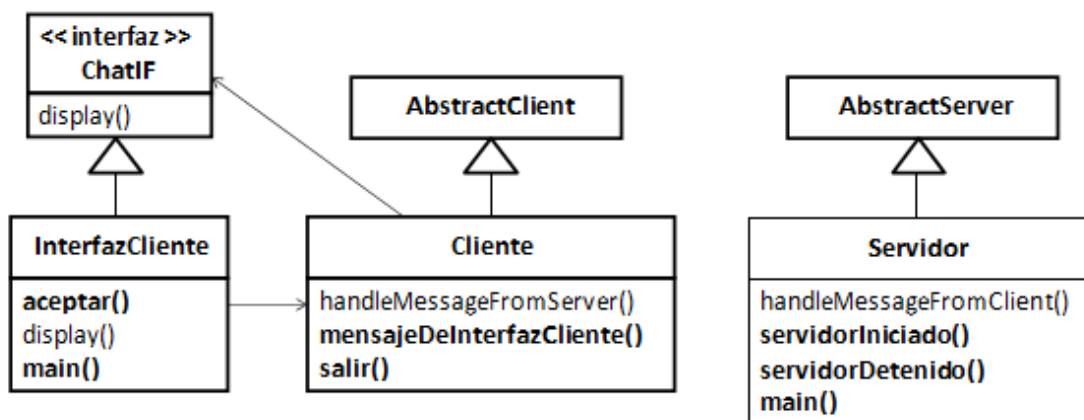 <<interfaz>>
ChatIF
display()
AbstractClient
AbstractServer
InterfazCliente
aceptar()
display()
main()
Cliente
handleMessageFromServer()
mensajeDeInterfazCliente()
salir()
Servidor
handleMessageFromClient()
servidorIniciado()
servidorDetenido()
main()